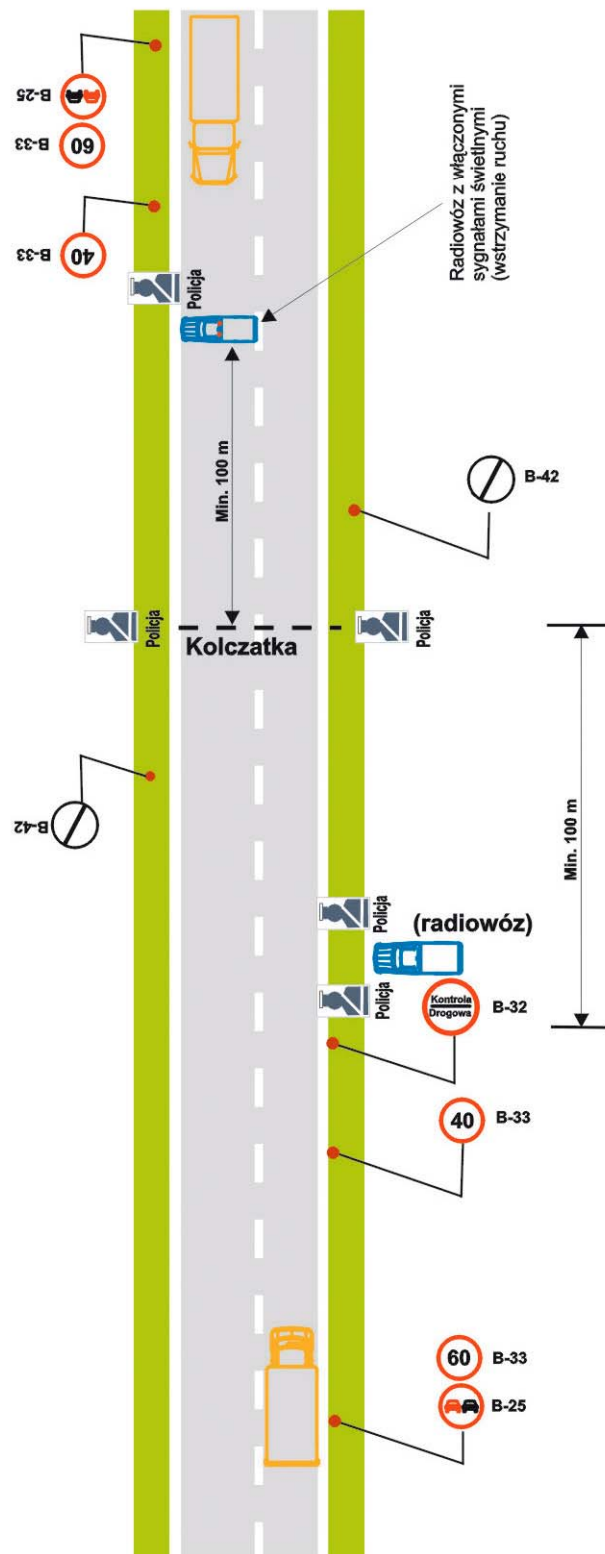 B-25
60
B-33
40
B-33
Policja
Radiowóz z włączonymi
sygnałami świetlnymi
(wstrzymanie ruchu)
Min. 100 m
B-42
Policja
Kolczatka
Policja
B-42
Min. 100 m
Policja
(radiowóz)
Policja
Kontrola
Drogowa
B-32
40
B-33
60
B-33
B-25